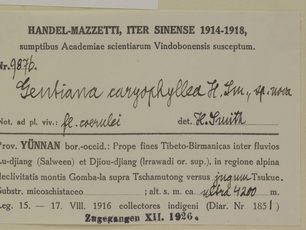 HANDEL-MAZZETTI, ITER SINENSE 1914-1918,
sumptibus Academiae scientiarum Vindobonensis susceptum.
Nr. 9876.
Gentiana caryophyllea H. Sm., sp. nova
Not. ad pl. viv.: fl. coerulei det. H. Smith
Prov. YÜNNAN bor.-occid.: Prope fines Tibeto-Birmanicas inter fluvios
Lu-djiang (Salween) et Djiou-djiang (Irrawadi or. sup.), in regione alpina
declivitatis montis Gomba-la supra Tschamutong versus jugum Tsukue.
Substr. micoschistaceo ; alt. s. m. ca ultra 4200 m.
Leg. 15. — 17. VIII. 1916 collectores indigeni (Diar. Nr. 1851)
Zugegangen XII. 1926.